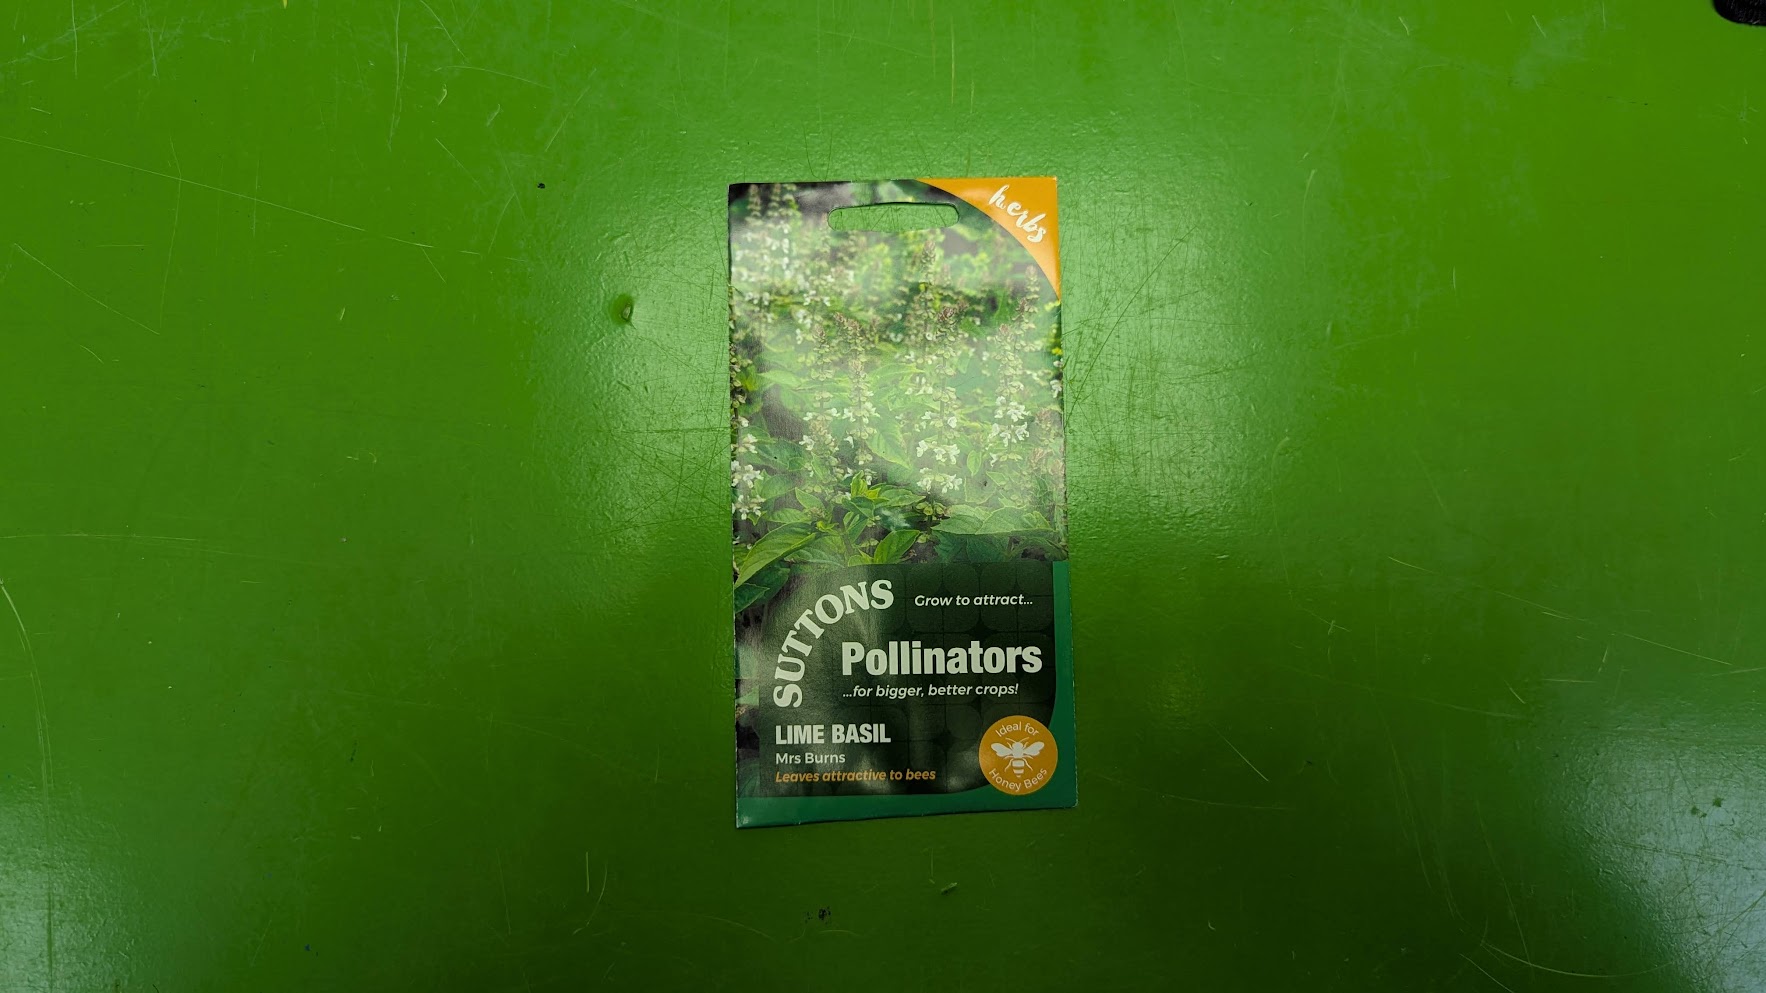 herbs
SUTTONS
Grow to attract...
Pollinators
...for bigger, better crops!
LIME BASIL
Mrs Burns
Leaves attractive to bees
Ideal for
Honey Bees